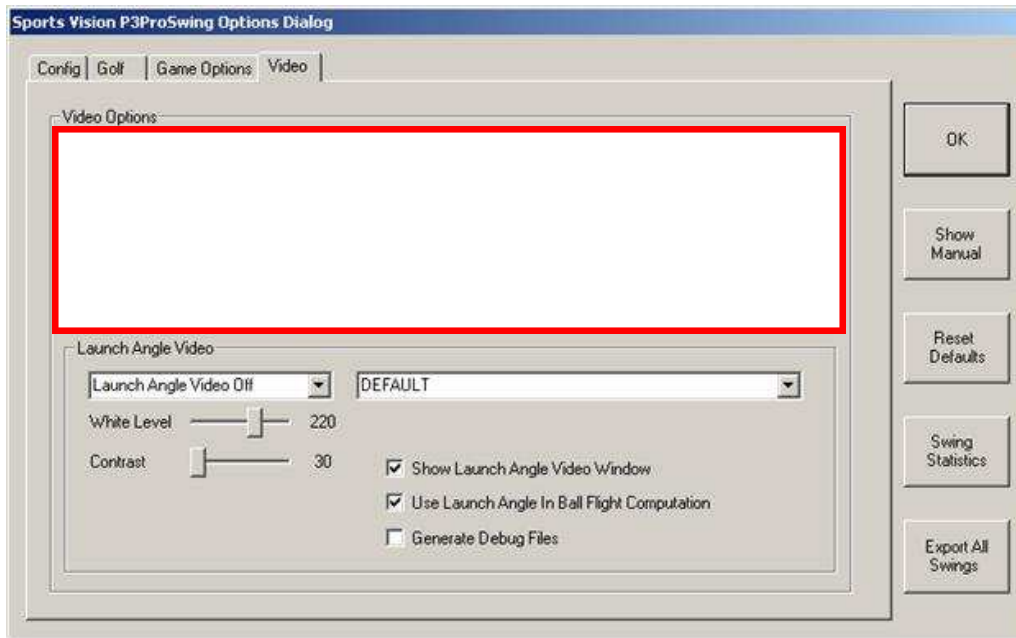 Sports Vision P3ProSwing Options Dialog
Config Golf Game Options Video
Video Options
OK
Show
Manual
Reset
Defaults
Launch Angle Video
Launch Angle Video Off DEFAULT
White Level 220
Contrast 30
Show Launch Angle Video Window
Use Launch Angle In Ball Flight Computation
Generate Debug Files
Swing
Statistics
Export All
Swings